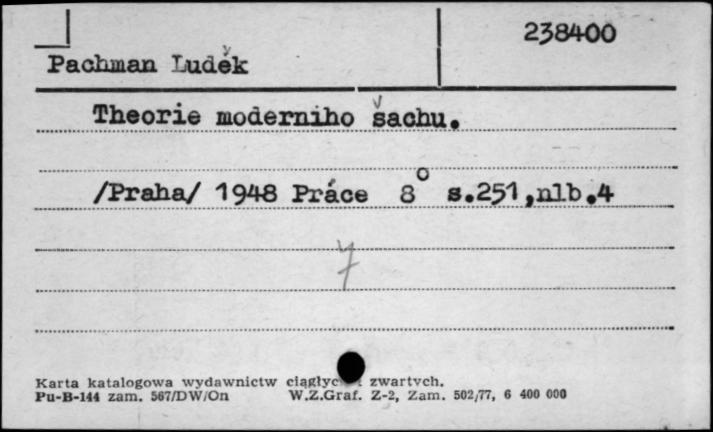 238400
Pachman Luděk
Theorie moderniho šachu.
/Praha/ 1948 Práce 8° s.251,nlb.4
7
Karta katalogowa wydawnictw ciągłyc zwartych.
Pu-B-144 zam. 567/DW/On W.Z.Graf. Z-2, Zam. 502/77, 6 400 000